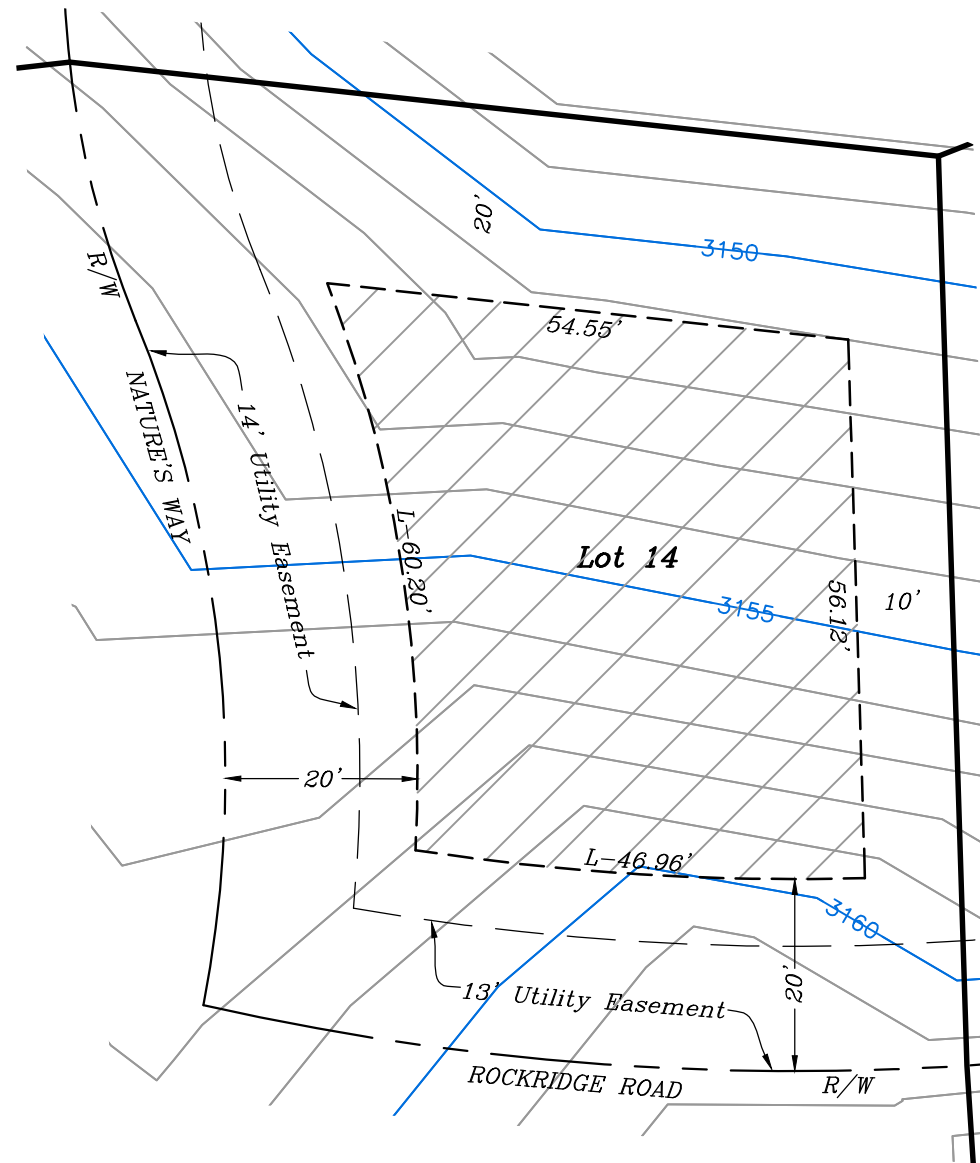 20'
3150
R/W
54.55'
NATURE'S WAY
14' Utility Easement
L-60.20'
Lot 14
3155
56.12'
10'
20'
L-46.96'
3160
20'
13' Utility Easement
ROCKRIDGE ROAD
R/W